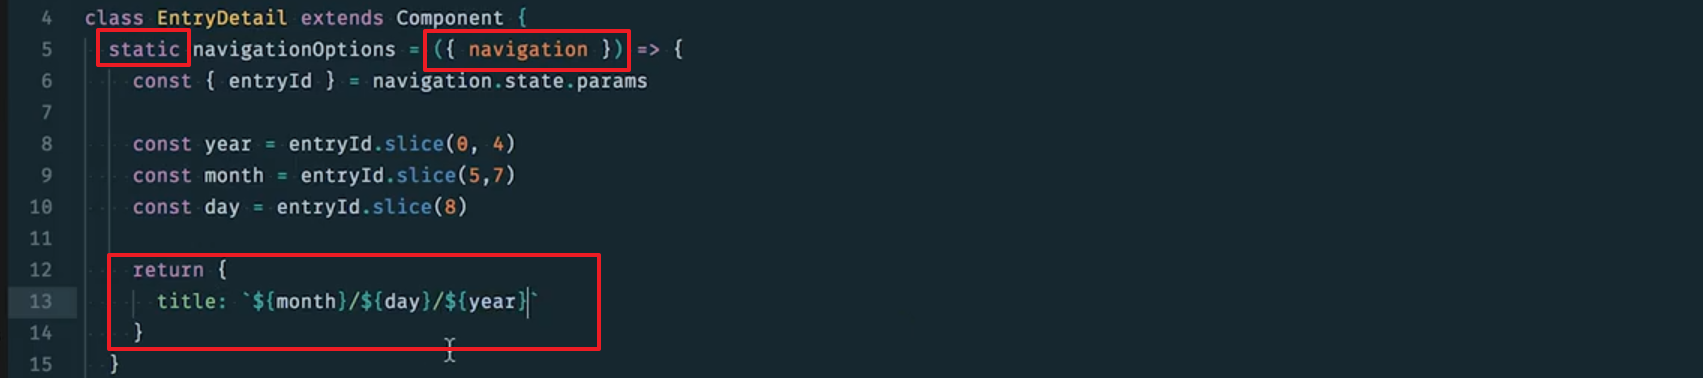 4 class EntryDetail extends Component {
5 static navigationOptions = ({ navigation }) => {
6 const { entryId } = navigation.state.params
7
8 const year = entryId.slice(0, 4)
9 const month = entryId.slice(5,7)
10 const day = entryId.slice(8)
11
12 return {
13 title: `${month}/${day}/${year}`
14 }
15 }